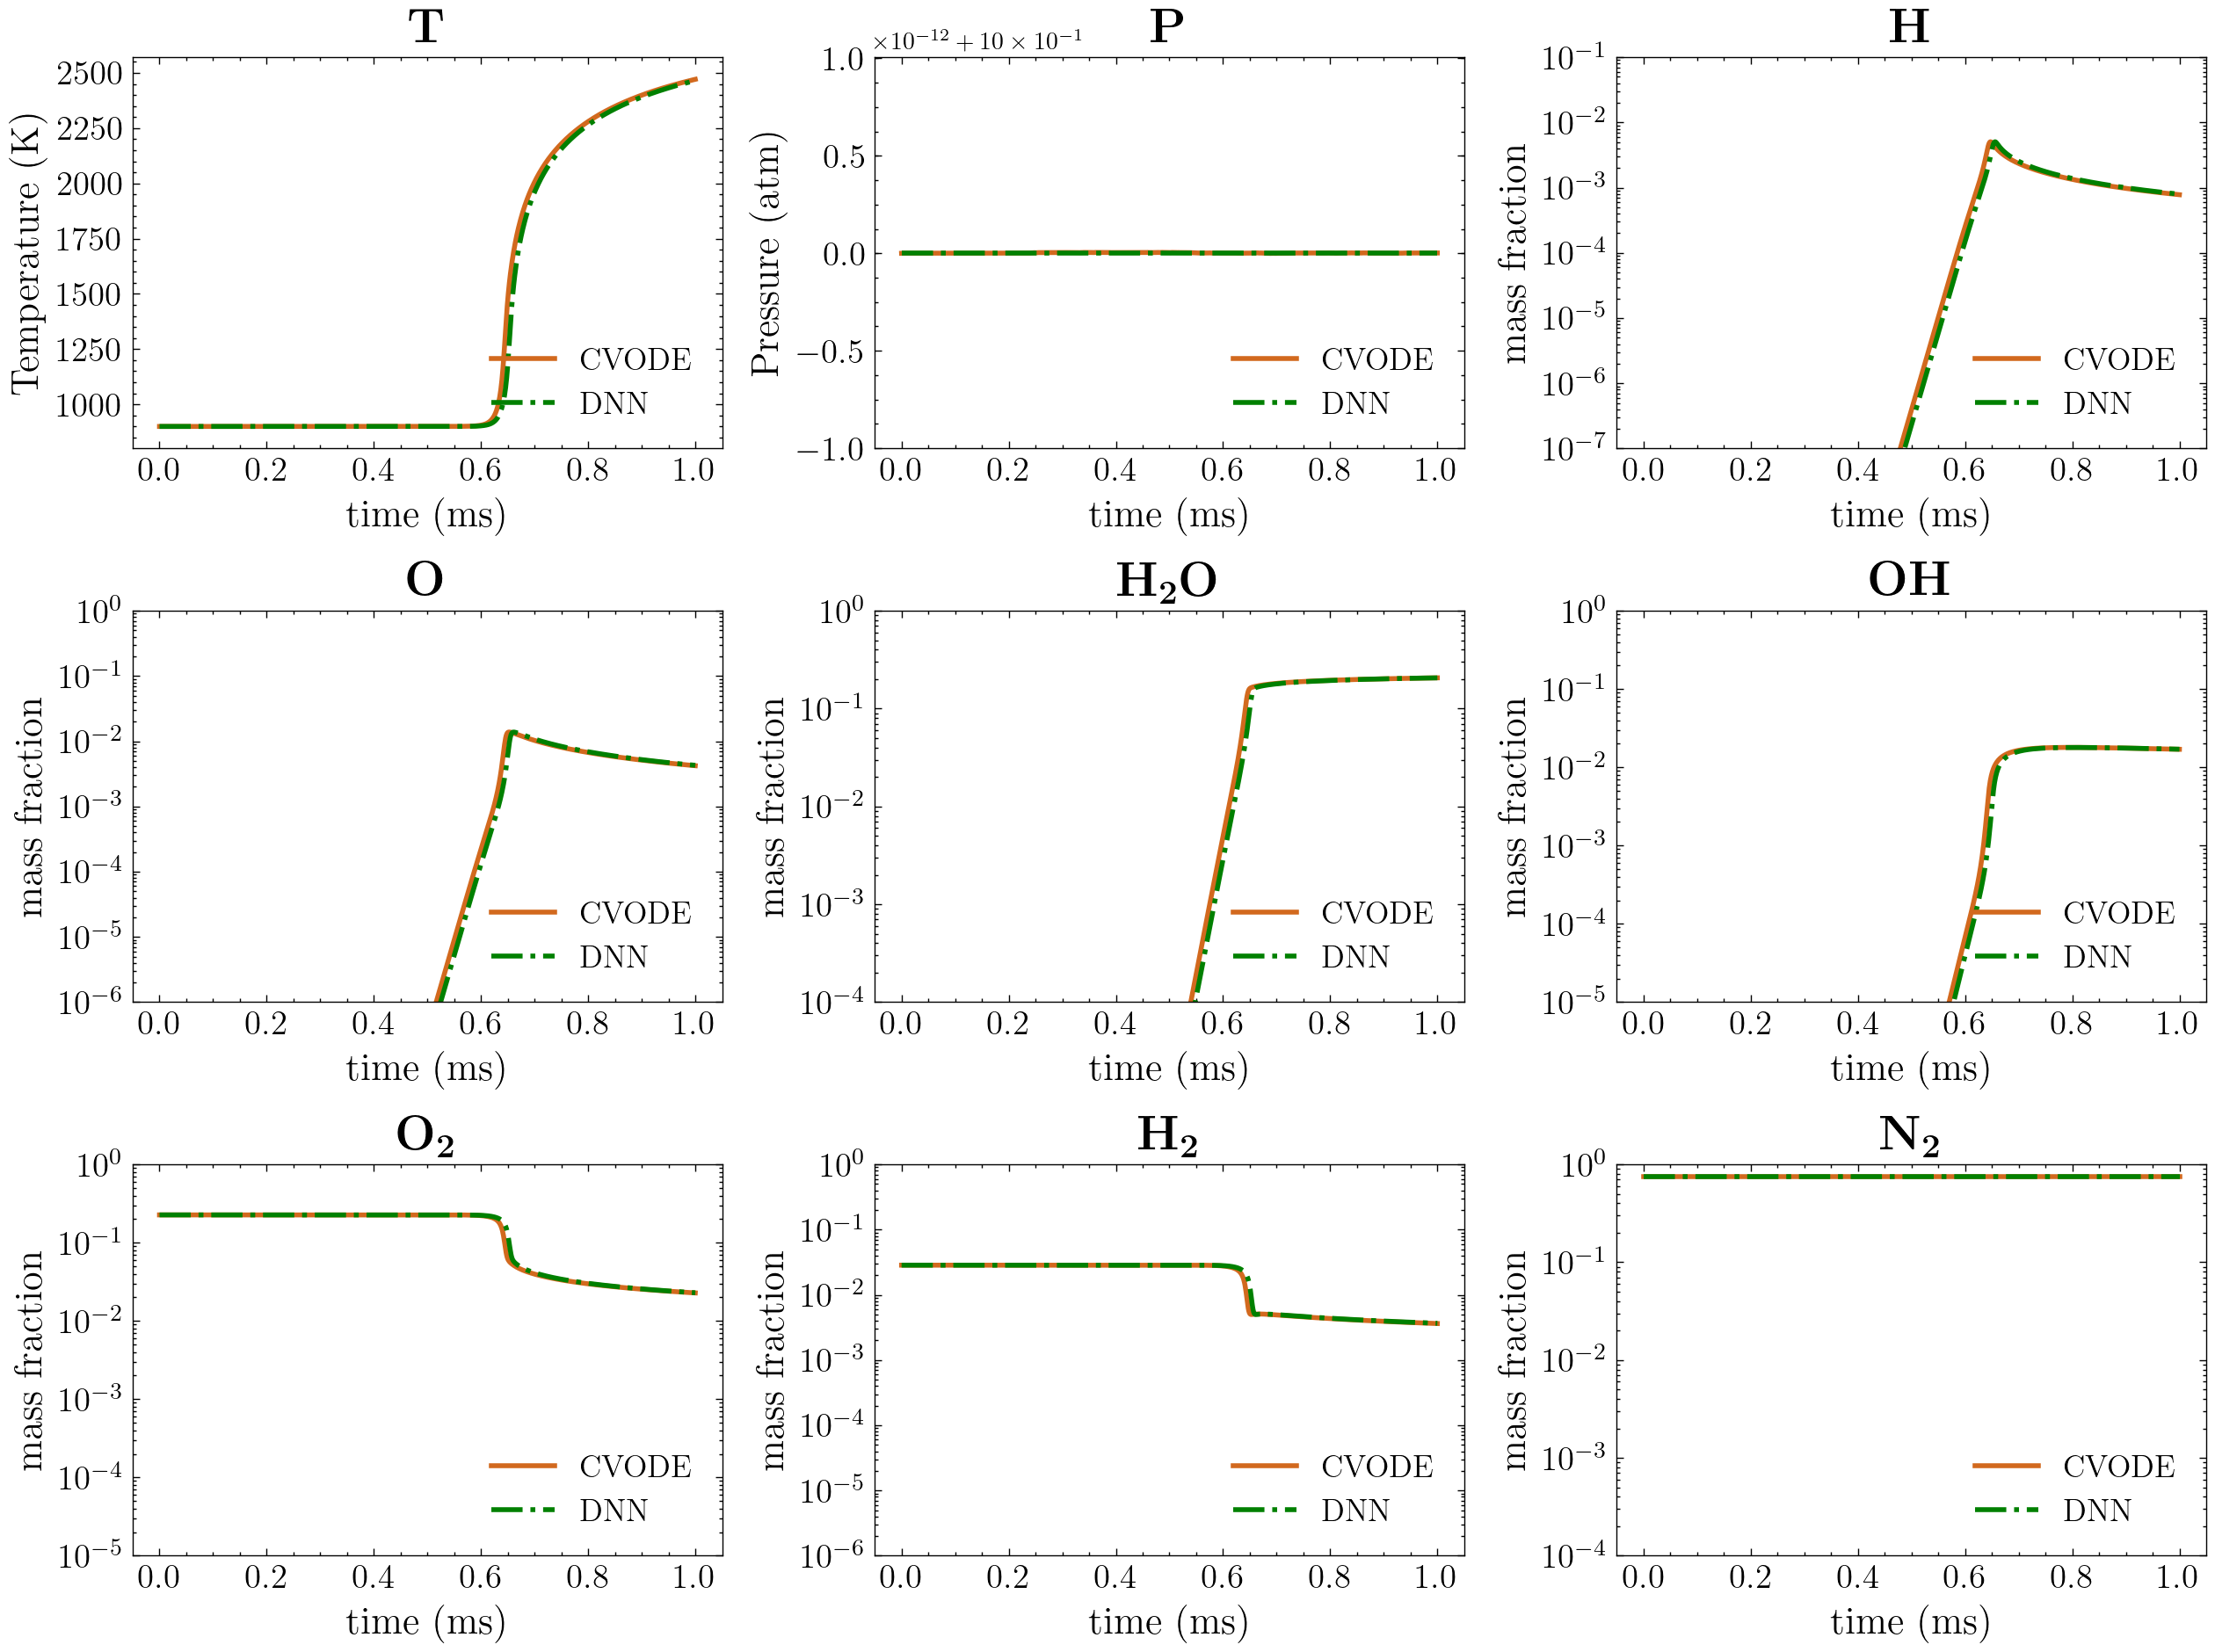 T
P
H
×10⁻¹² + 10 × 10⁻¹
Temperature (K)
2500
2250
2000
1750
1500
1250
1000
CVODE
DNN
0.0 0.2 0.4 0.6 0.8 1.0
time (ms)
Pressure (atm)
1.0
0.5
0.0
−0.5
−1.0
CVODE
DNN
0.0 0.2 0.4 0.6 0.8 1.0
time (ms)
mass fraction
10⁻¹
10⁻²
10⁻³
10⁻⁴
10⁻⁵
10⁻⁶
10⁻⁷
CVODE
DNN
0.0 0.2 0.4 0.6 0.8 1.0
time (ms)
O
mass fraction
10⁰
10⁻¹
10⁻²
10⁻³
10⁻⁴
10⁻⁵
10⁻⁶
CVODE
DNN
0.0 0.2 0.4 0.6 0.8 1.0
time (ms)
H₂O
mass fraction
10⁰
10⁻¹
10⁻²
10⁻³
10⁻⁴
CVODE
DNN
0.0 0.2 0.4 0.6 0.8 1.0
time (ms)
OH
mass fraction
10⁰
10⁻¹
10⁻²
10⁻³
10⁻⁴
10⁻⁵
CVODE
DNN
0.0 0.2 0.4 0.6 0.8 1.0
time (ms)
O₂
mass fraction
10⁰
10⁻¹
10⁻²
10⁻³
10⁻⁴
10⁻⁵
CVODE
DNN
0.0 0.2 0.4 0.6 0.8 1.0
time (ms)
H₂
mass fraction
10⁰
10⁻¹
10⁻²
10⁻³
10⁻⁴
10⁻⁵
10⁻⁶
CVODE
DNN
0.0 0.2 0.4 0.6 0.8 1.0
time (ms)
N₂
mass fraction
10⁰
10⁻¹
10⁻²
10⁻³
10⁻⁴
CVODE
DNN
0.0 0.2 0.4 0.6 0.8 1.0
time (ms)